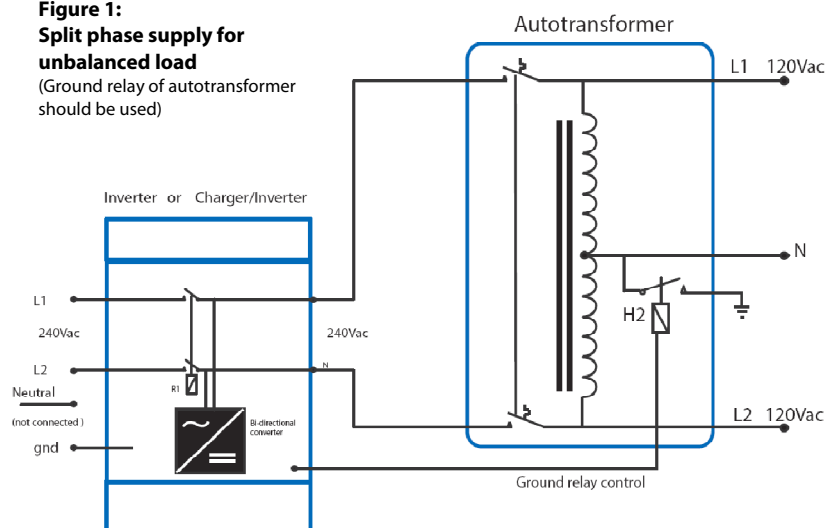 Figure 1:
Split phase supply for
unbalanced load
(Ground relay of autotransformer
should be used)
Autotransformer
L1 120Vac
Inverter or Charger/Inverter
N
H2
L1
240Vac
240Vac
L2
N
R1
Neutral
(not connected )
Bi-directional
converter
gnd
L2 120Vac
Ground relay control